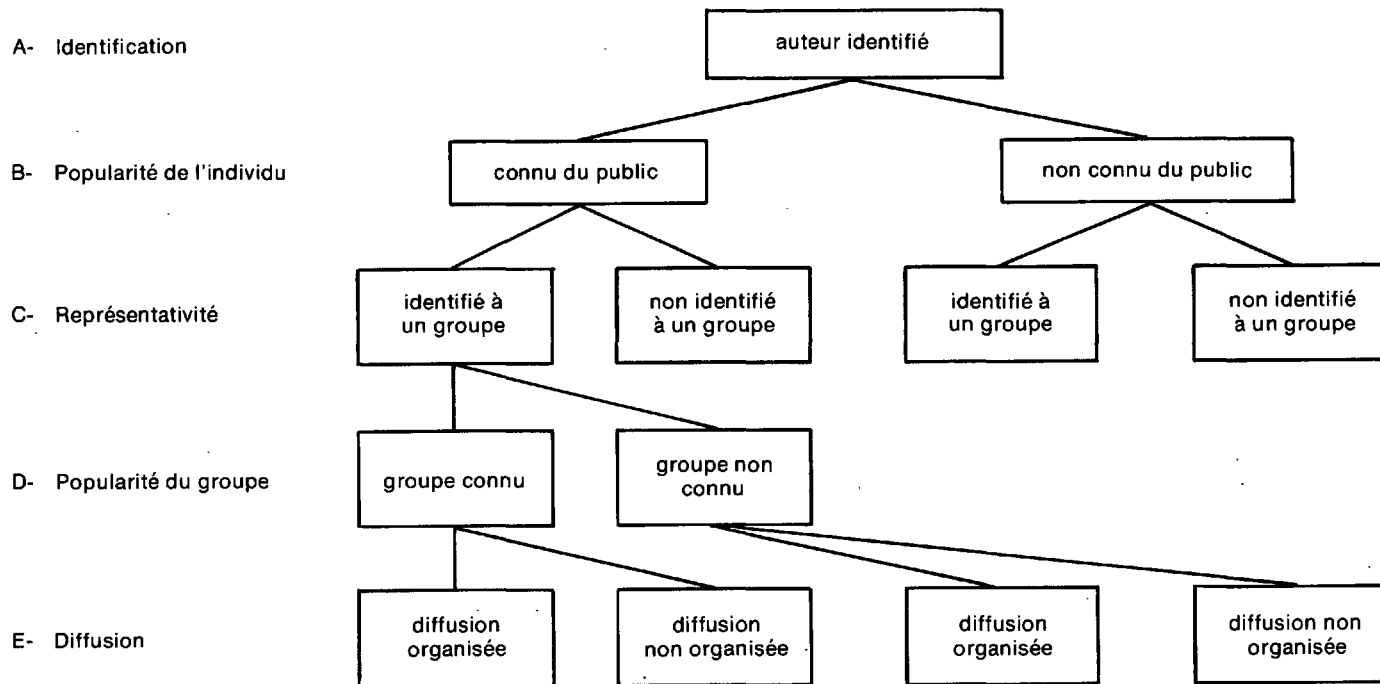 A- Identification
auteur identifié
B- Popularité de l'individu
connu du public
non connu du public
C- Représentativité
identifié à
un groupe
non identifié
à un groupe
identifié à
un groupe
non identifié
à un groupe
D- Popularité du groupe
groupe connu
groupe non
connu
E- Diffusion
diffusion
organisée
diffusion
non organisée
diffusion
organisée
diffusion non
organisée